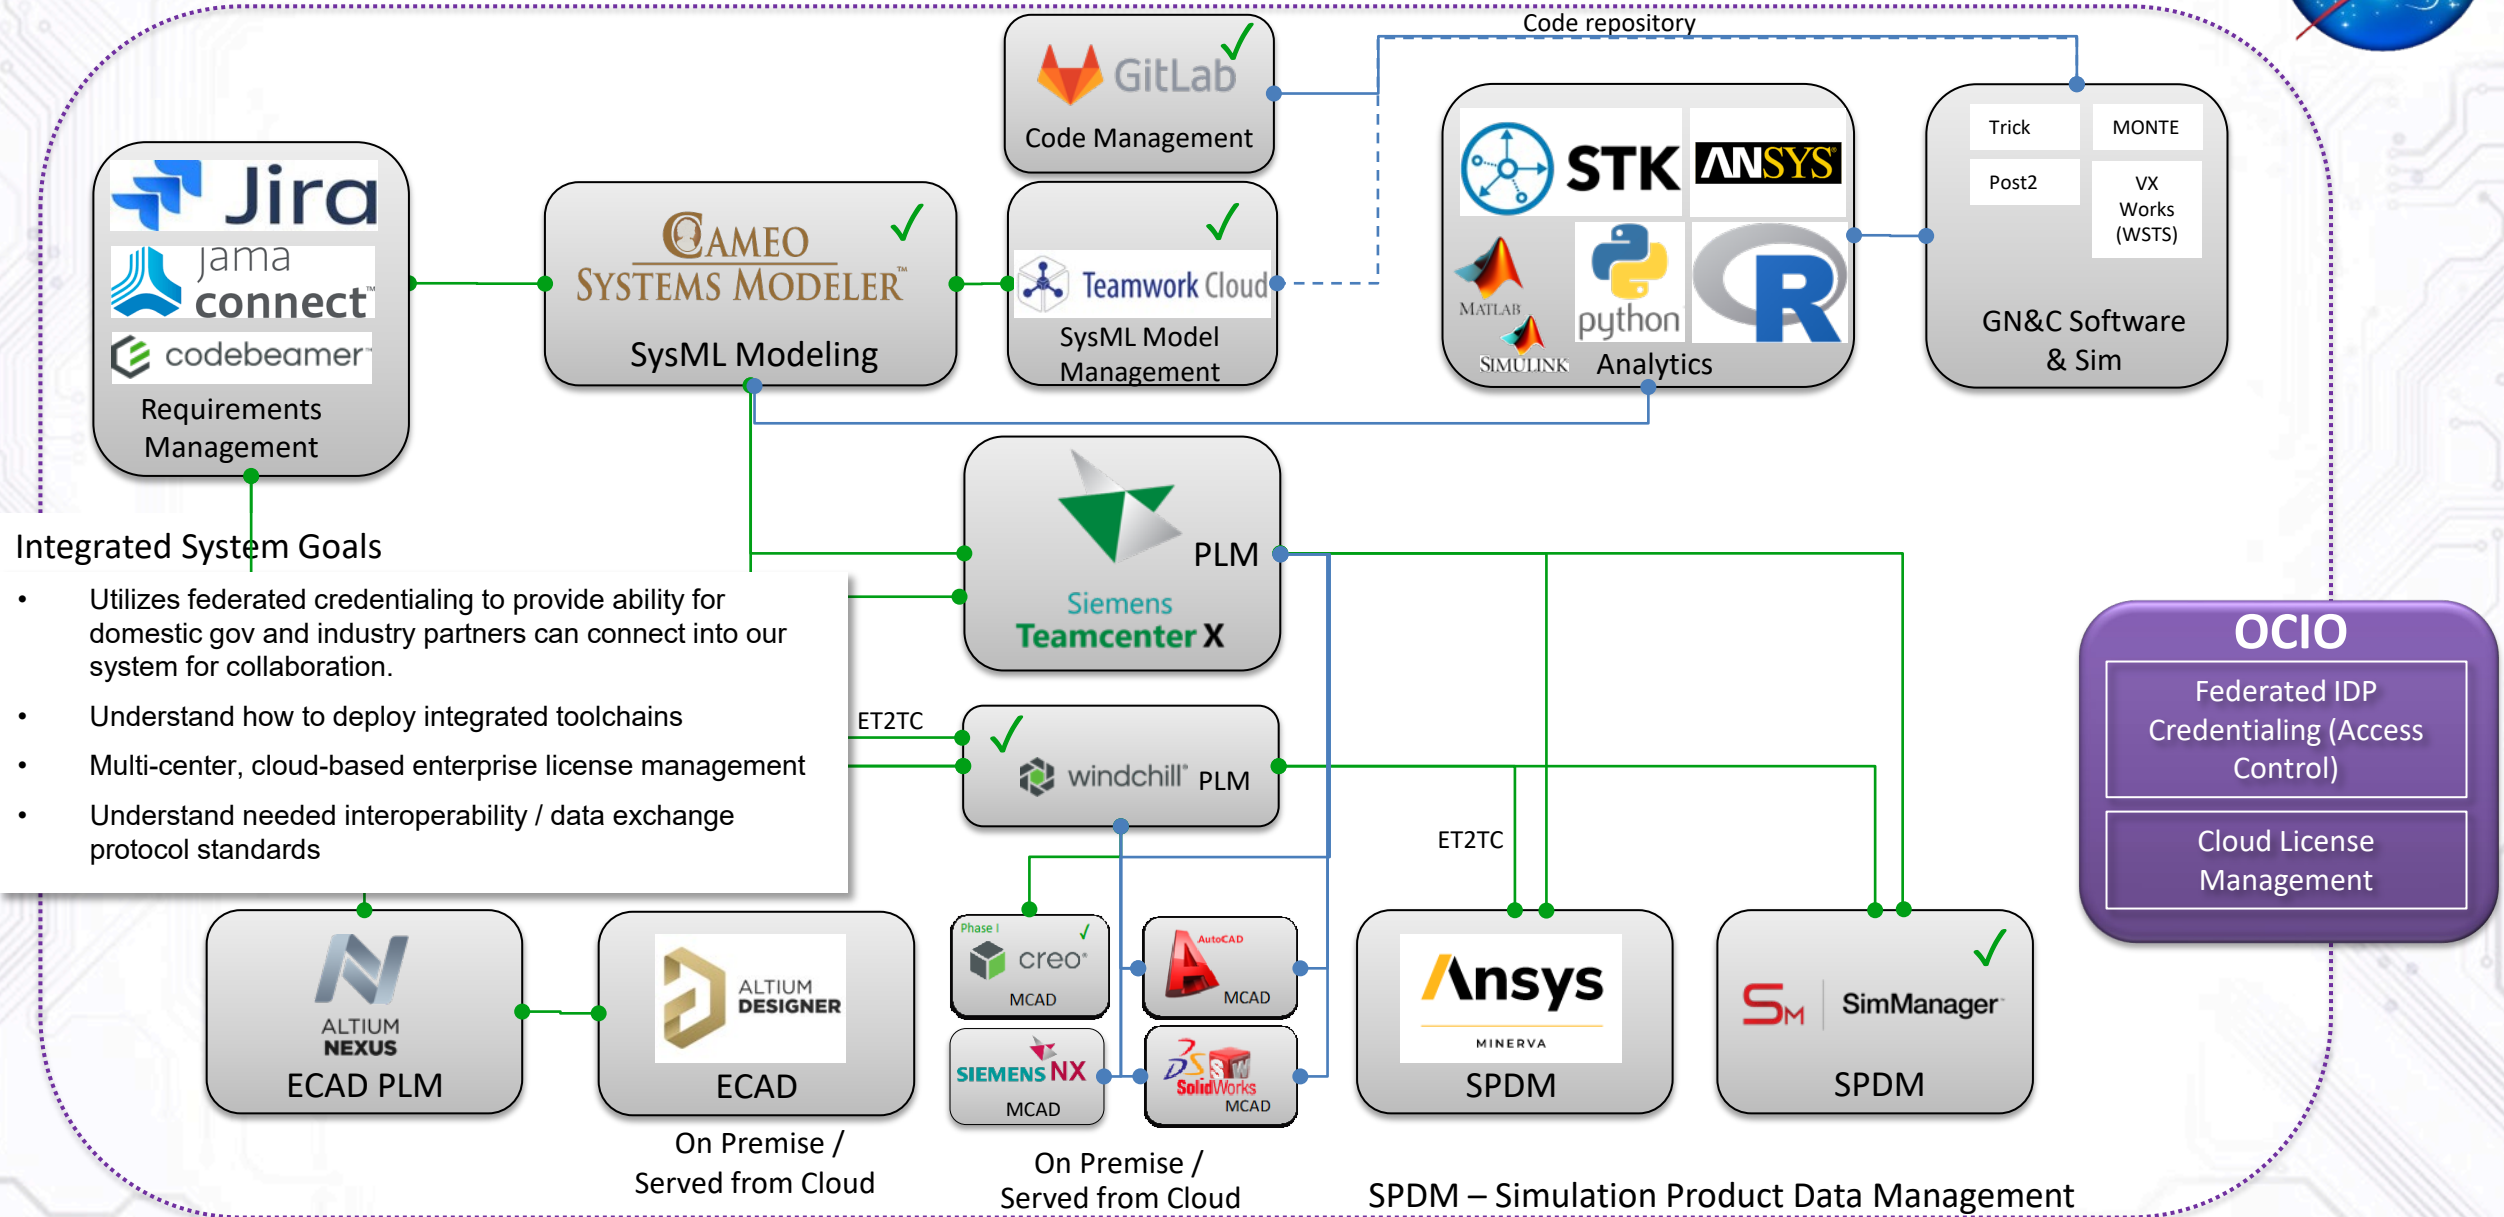 Code repository
GitLab
Code Management
Jira
jama
connect™
codebeamer™
Requirements
Management
CAMEO
SYSTEMS MODELER™
SysML Modeling
Teamwork Cloud
SysML Model
Management
STK
ANSYS®
MATLAB
SIMULINK
python
R
Analytics
Trick
MONTE
Post2
VX
Works
(WSTS)
GN&C Software
& Sim
Integrated System Goals
• Utilizes federated credentialing to provide ability for
domestic gov and industry partners can connect into our
system for collaboration.
• Understand how to deploy integrated toolchains
• Multi-center, cloud-based enterprise license management
• Understand needed interoperability / data exchange
protocol standards
PLM
Siemens
Teamcenter X
ET2TC
windchill® PLM
ET2TC
OCIO
Federated IDP
Credentialing (Access
Control)
Cloud License
Management
ALTIUM
NEXUS
ECAD PLM
ALTIUM
DESIGNER
ECAD
On Premise /
Served from Cloud
Phase I
creo®
MCAD
AutoCAD
MCAD
SIEMENS NX
MCAD
SW
SolidWorks
MCAD
On Premise /
Served from Cloud
Ansys
MINERVA
SPDM
SM SimManager™
SPDM
SPDM – Simulation Product Data Management